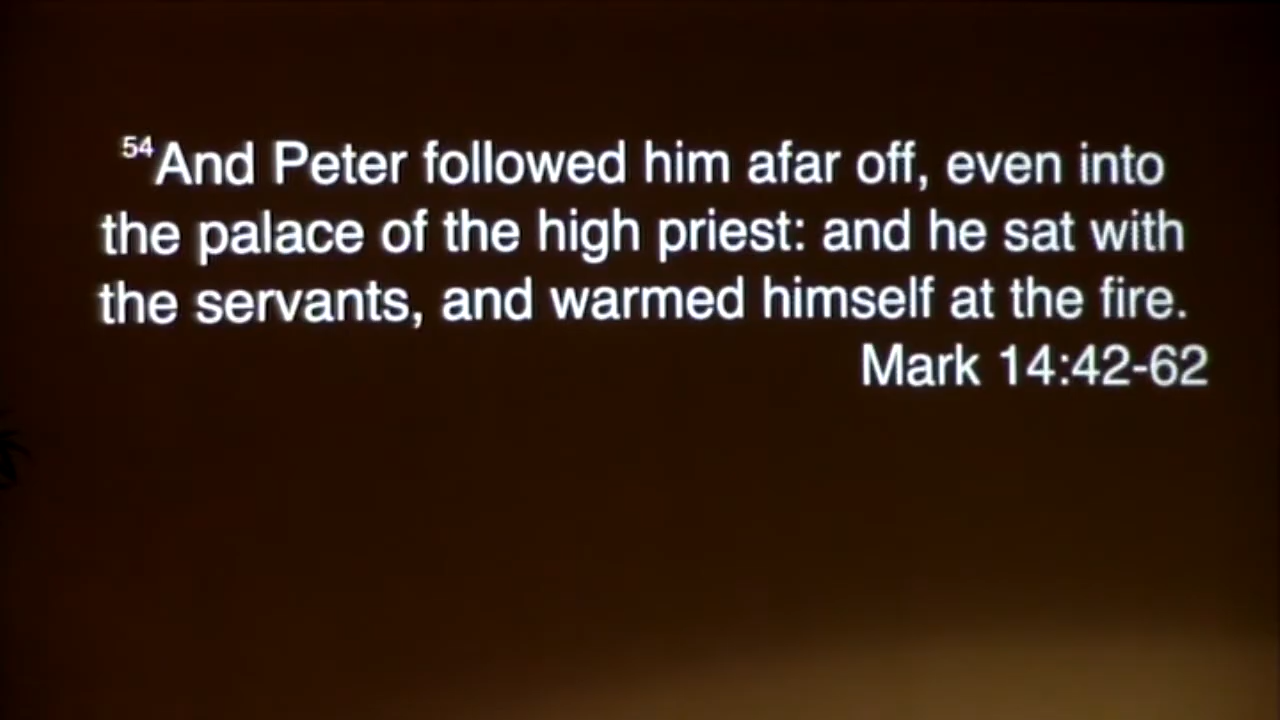 54And Peter followed him afar off, even into
the palace of the high priest: and he sat with
the servants, and warmed himself at the fire.
Mark 14:42-62